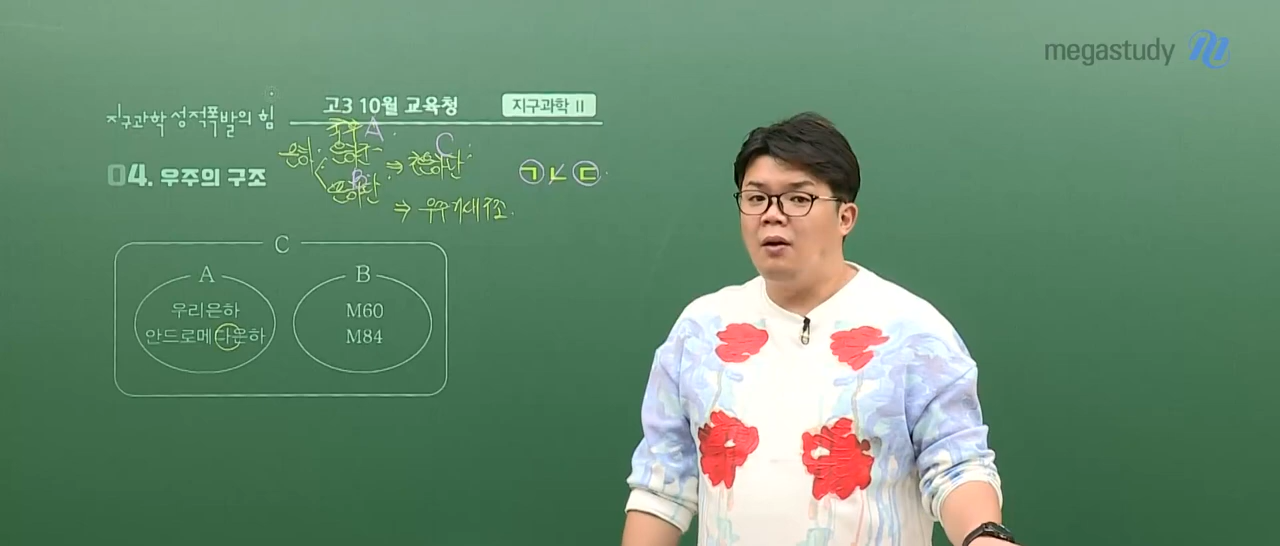 megastudy
지구과학 성적폭발의 힘
고3 10월 교육청
지구과학 II
04. 우주의 구조
A
은하
은하군
B
은하단
⇒
C
초은하단
⇒ 우주거대구조
ㄱ ㄴ ㄷ
C
A
우리은하
안드로메다은하
B
M60
M84